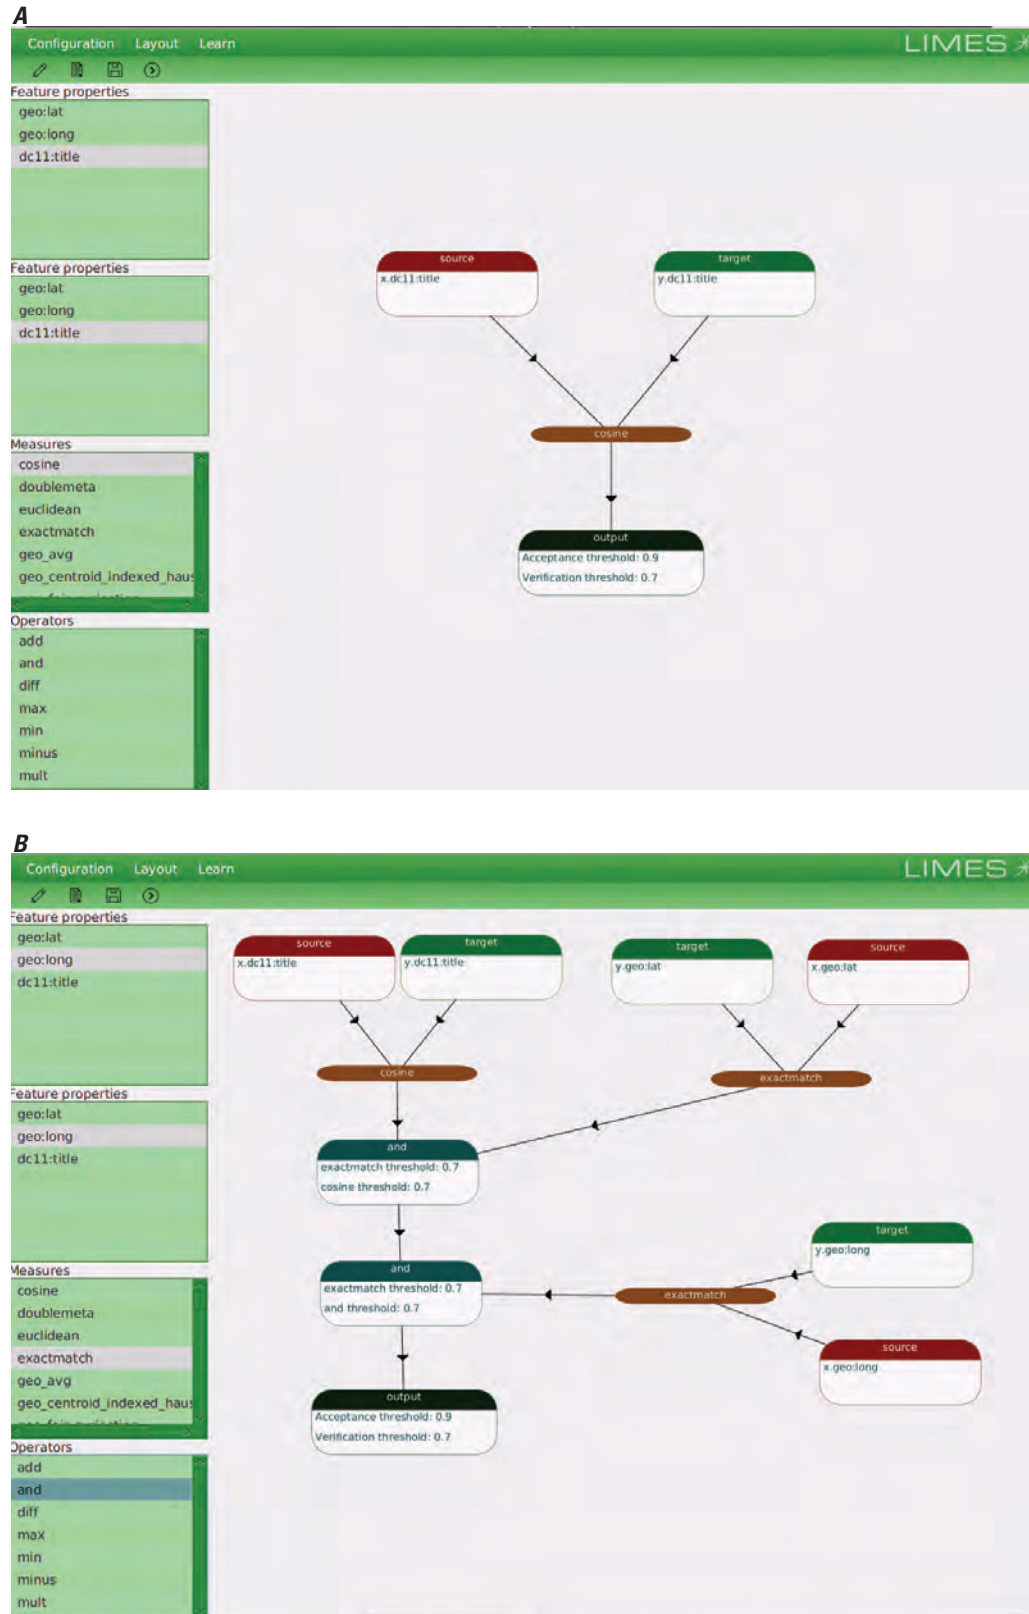 A
Configuration Layout Learn
LIMES
Feature properties
geo:lat
geo:long
dc11:title
Feature properties
geo:lat
geo:long
dc11:title
Measures
cosine
doublemeta
euclidean
exactmatch
geo_avg
geo_centroid_indexed_haus
Operators
add
and
diff
max
min
minus
mult
source
x.dc11:title
target
y.dc11:title
cosine
output
Acceptance threshold: 0.9
Verification threshold: 0.7
B
Configuration Layout Learn
LIMES
Feature properties
geo:lat
geo:long
dc11:title
Feature properties
geo:lat
geo:long
dc11:title
Measures
cosine
doublemeta
euclidean
exactmatch
geo_avg
geo_centroid_indexed_haus
Operators
add
and
diff
max
min
minus
mult
source
x.dc11:title
target
y.dc11:title
target
y.geo:lat
source
x.geo:lat
cosine
exactmatch
and
exactmatch threshold: 0.7
cosine threshold: 0.7
target
y.geo:long
and
exactmatch threshold: 0.7
and threshold: 0.7
exactmatch
source
x.geo:long
output
Acceptance threshold: 0.9
Verification threshold: 0.7